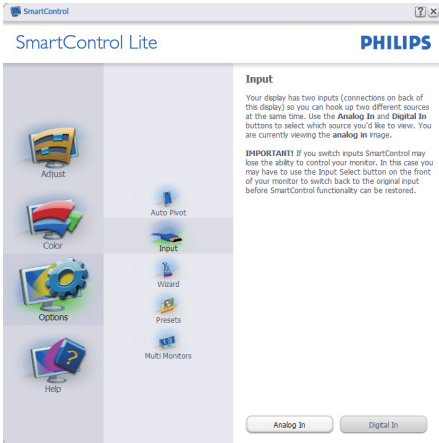 SmartControl
SmartControl Lite
PHILIPS
Adjust
Color
Options
Help
Auto Pivot
Input
Wizard
Presets
Multi Monitors
Input
Your display has two inputs (connections on back of
this display) so you can hook up two different sources
at the same time. Use the Analog In and Digital In
buttons to select which source you'd like to view. You
are currently viewing the analog in image.
IMPORTANT! If you switch inputs SmartControl may
lose the ability to control your monitor. In this case you
may have to use the Input Select button on the front
of your monitor to switch back to the original input
before SmartControl functionality can be restored.
Analog In
Digital In